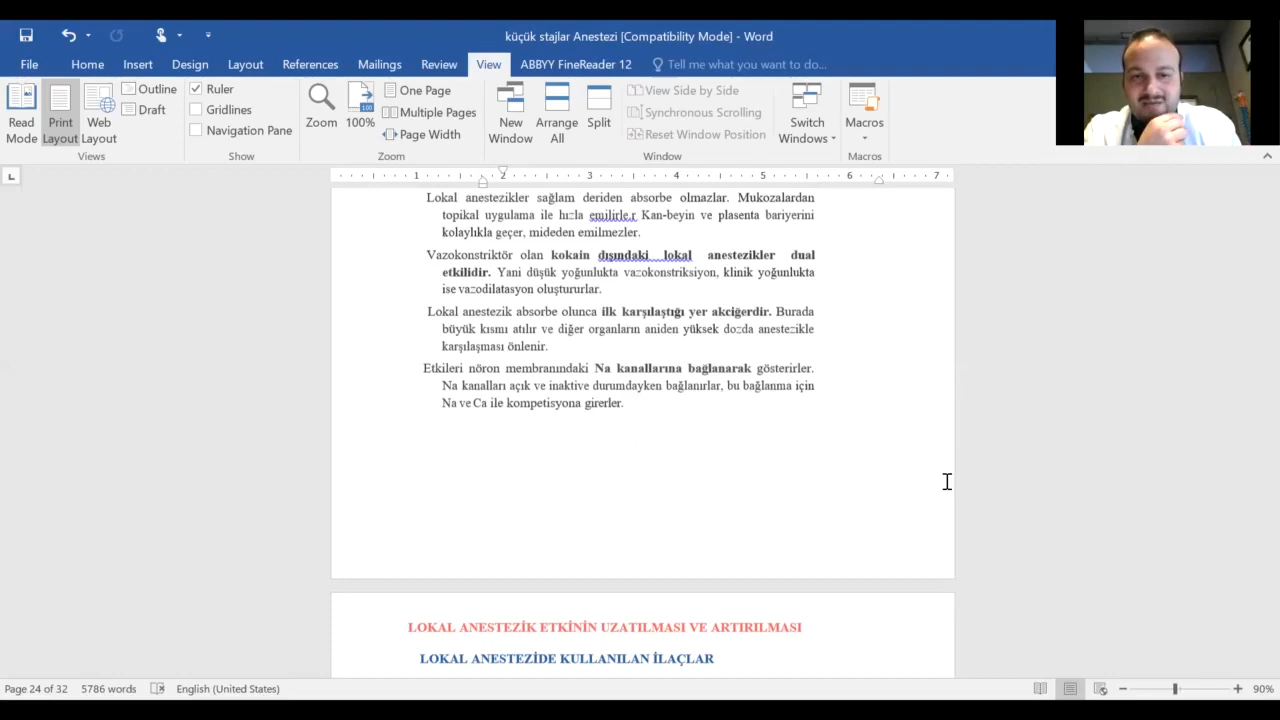 küçük stajlar Anestezi [Compatibility Mode] - Word
File Home Insert Design Layout References Mailings Review View ABBYY FineReader 12 Tell me what you want to do...
Read Mode
Print Layout
Web Layout
Outline
Draft
Views
Ruler
Gridlines
Navigation Pane
Show
Zoom
100%
One Page
Multiple Pages
Page Width
Zoom
New Window
Arrange All
Split
View Side by Side
Synchronous Scrolling
Reset Window Position
Window
Switch Windows
Macros
Macros
1 2 3 4 5 6 7
Lokal anestezikler sağlam deriden absorbe olmazlar. Mukozalardan
topikal uygulama ile hızla emilirle.r Kan-beyin ve plasenta bariyerini
kolaylıkla geçer, mideden emilmezler.
Vazokonstriktör olan kokain dışındaki lokal anestezikler dual
etkilidir. Yani düşük yoğunlukta vazokonstriksiyon, klinik yoğunlukta
ise vazodilatasyon oluştururlar.
Lokal anestezik absorbe olunca ilk karşılaştığı yer akciğerdir. Burada
büyük kısmı atılır ve diğer organların aniden yüksek dozda anestezikle
karşılaşması önlenir.
Etkileri nöron membranındaki Na kanallarına bağlanarak gösterirler.
Na kanalları açık ve inaktive durumdayken bağlanırlar, bu bağlanma için
Na ve Ca ile kompetisyona girerler.
LOKAL ANESTEZİK ETKİNİN UZATILMASI VE ARTIRILMASI
LOKAL ANESTEZİDE KULLANILAN İLAÇLAR
Page 24 of 32 5786 words English (United States) 90%